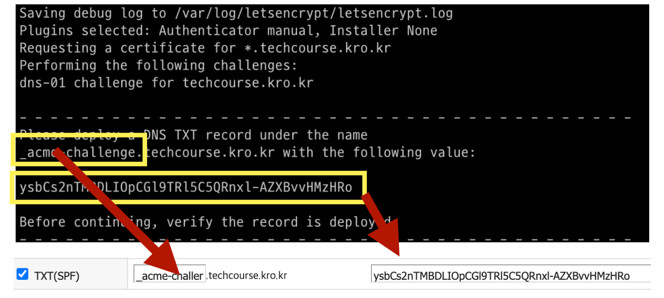 Saving debug log to /var/log/letsencrypt/letsencrypt.log
Plugins selected: Authenticator manual, Installer None
Requesting a certificate for *.techcourse.kro.kr
Performing the following challenges:
dns-01 challenge for techcourse.kro.kr
- - - - - - - - - - - - - - - - - - - - - - - - - - - - - - - - - - - - - - - -
Please deploy a DNS TXT record under the name
_acme-challenge.techcourse.kro.kr with the following value:
ysbCs2nTMBDLIOpCGl9TRl5C5QRnxl-AZXBvvHMzHRo
Before continuing, verify the record is deployed
- - - - - - - - - - - - - - - - - - - - - - - - - - - - - - - - - - - - - - - -
TXT(SPF) _acme-challer .techcourse.kro.kr ysbCs2nTMBDLIOpCGl9TRl5C5QRnxl-AZXBvvHMzHRo